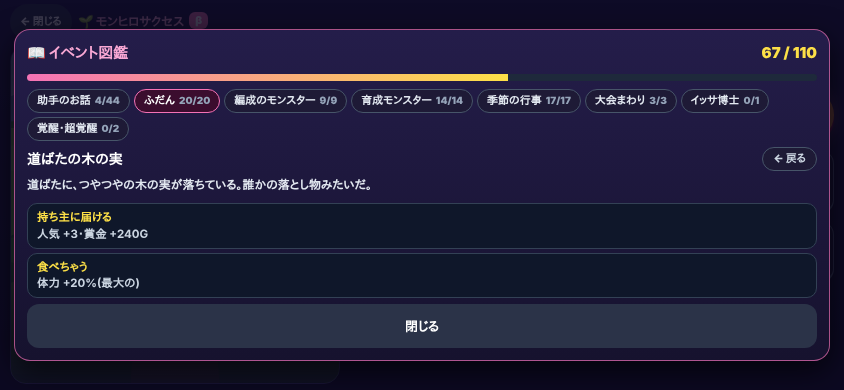 ← 閉じる 🌱 モンヒロサクセス β
📖 イベント図鑑 67 / 110
助手のお話 4/44 ふだん 20/20 編成のモンスター 9/9 育成モンスター 14/14 季節の行事 17/17 大会まわり 3/3 イッサ博士 0/1
覚醒・超覚醒 0/2
道ばたの木の実 ← 戻る
道ばたに、つやつやの木の実が落ちている。誰かの落とし物みたいだ。
持ち主に届ける
人気 +3・賞金 +240G
食べちゃう
体力 +20%(最大の)
閉じる